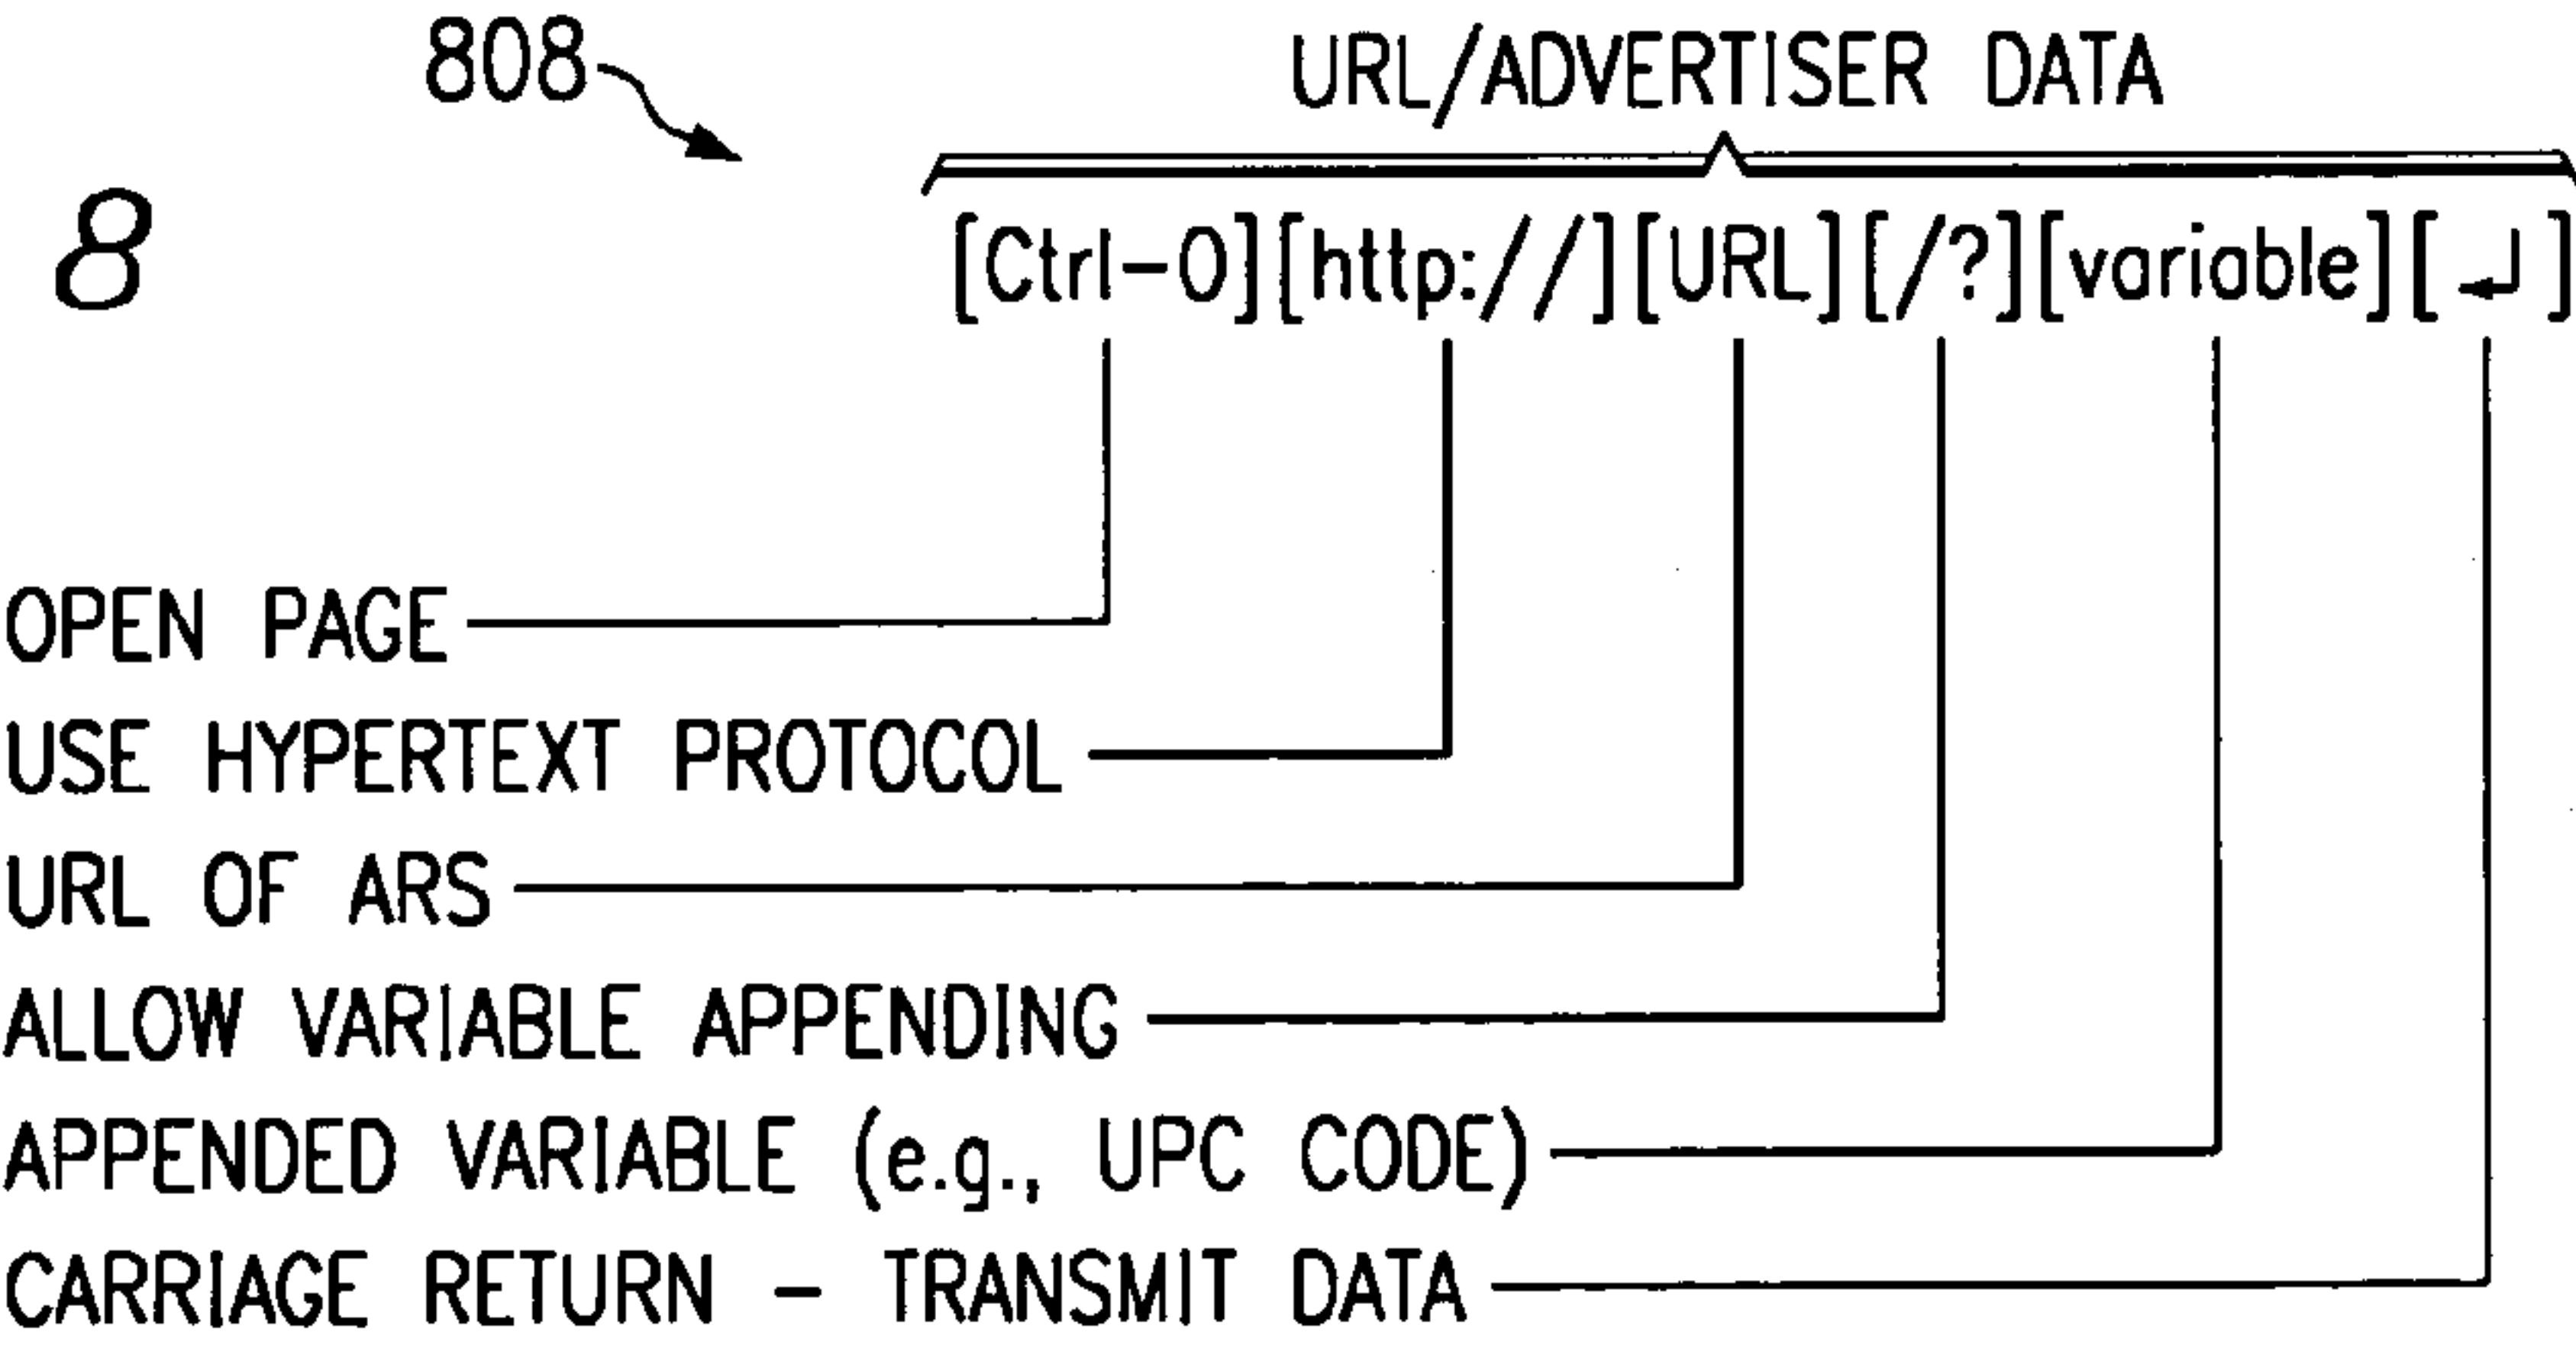 808
URL/ADVERTISER DATA
8
[Ctrl-O][http://][URL][/?][variable][↵]
OPEN PAGE
USE HYPERTEXT PROTOCOL
URL OF ARS
ALLOW VARIABLE APPENDING
APPENDED VARIABLE (e.g., UPC CODE)
CARRIAGE RETURN - TRANSMIT DATA